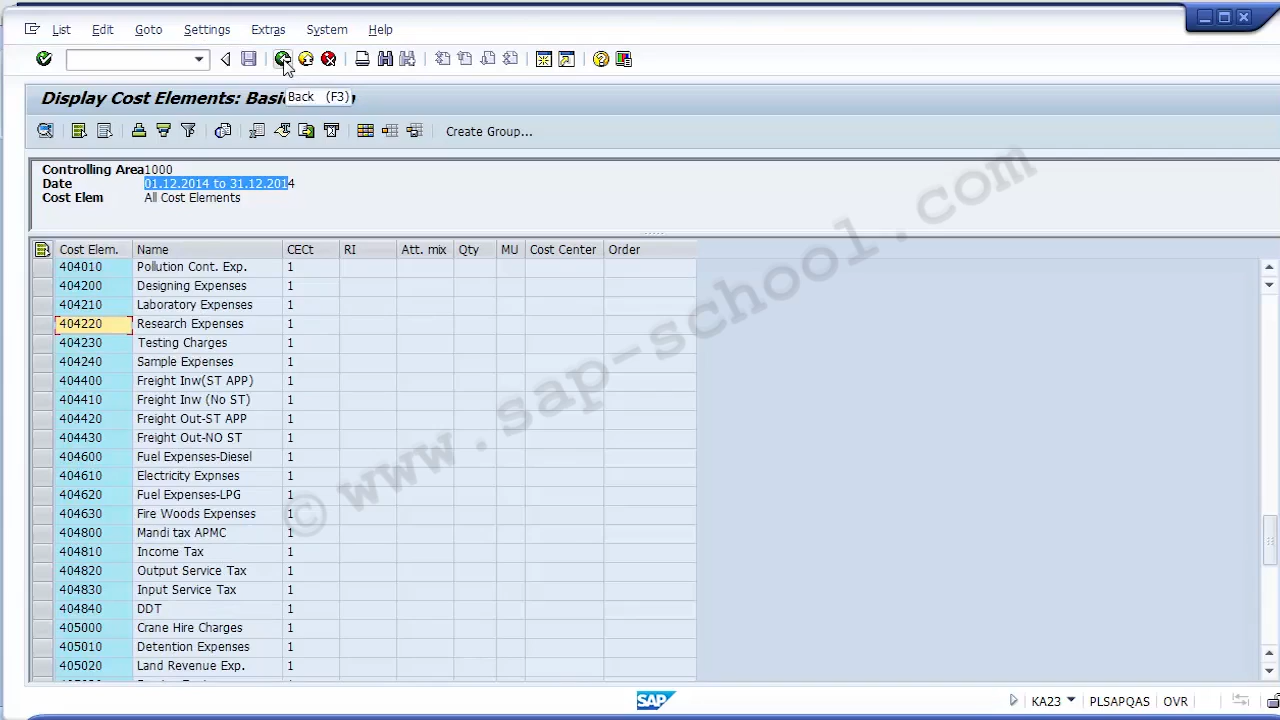 List Edit Goto Settings Extras System Help
Display Cost Elements: Basic
Back (F3)
Create Group...
Controlling Area 1000
Date 01.12.2014 to 31.12.2014
Cost Elem All Cost Elements
Cost Elem. Name CECt RI Att. mix Qty MU Cost Center Order
404010 Pollution Cont. Exp. 1
404200 Designing Expenses 1
404210 Laboratory Expenses 1
404220 Research Expenses 1
404230 Testing Charges 1
404240 Sample Expenses 1
404400 Freight Inw(ST APP) 1
404410 Freight Inw (No ST) 1
404420 Freight Out-ST APP 1
404430 Freight Out-NO ST 1
404600 Fuel Expenses-Diesel 1
404610 Electricity Expnses 1
404620 Fuel Expenses-LPG 1
404630 Fire Woods Expenses 1
404800 Mandi tax APMC 1
404810 Income Tax 1
404820 Output Service Tax 1
404830 Input Service Tax 1
404840 DDT 1
405000 Crane Hire Charges 1
405010 Detention Expenses 1
405020 Land Revenue Exp. 1
© www.sap-school.com
SAP
KA23 PLSAPQAS OVR